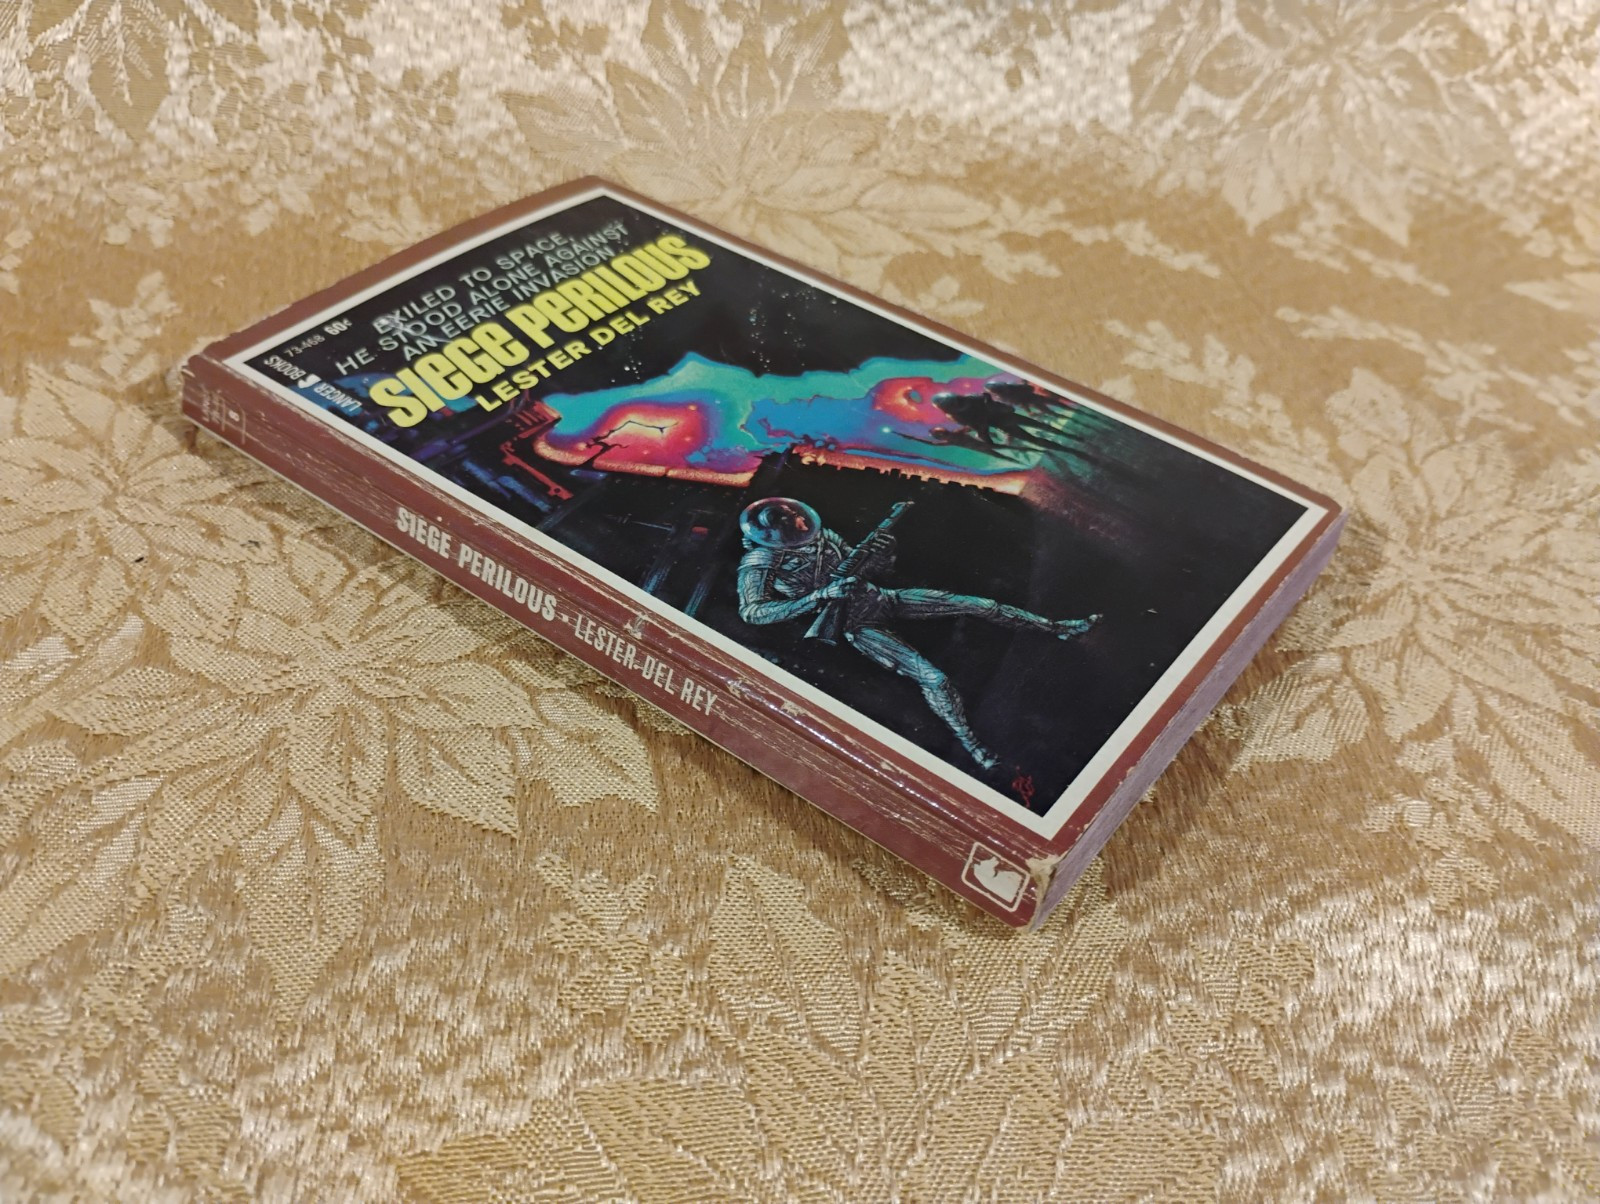 LANCER BOOKS
73-468 60¢
EXILED TO SPACE,
HE STOOD ALONE AGAINST
AN EERIE INVASION!
SIEGE PERILOUS
LESTER DEL REY
SIEGE PERILOUS • LESTER DEL REY